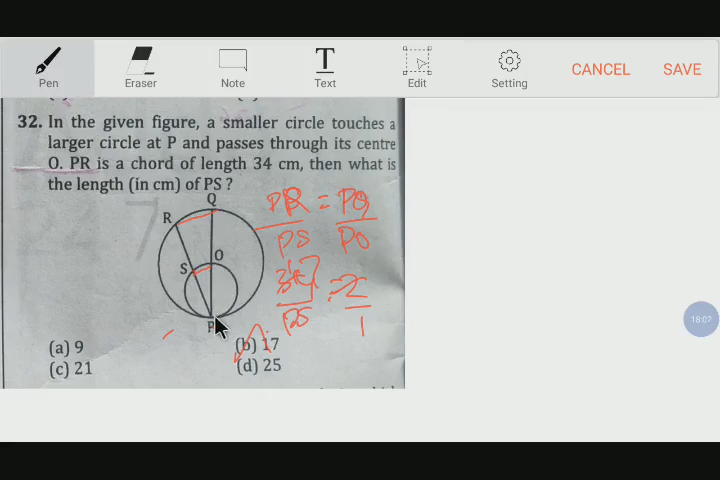 Pen
Eraser
Note
Text
Edit
Setting
CANCEL
SAVE
32. In the given figure, a smaller circle touches a
larger circle at P and passes through its centre
O. PR is a chord of length 34 cm, then what is
the length (in cm) of PS ?
Q
R
O
S
P
PR = PQ
PS PO
34 = 2
PS 1
(a) 9
(b) 17
(c) 21
(d) 25
18:07